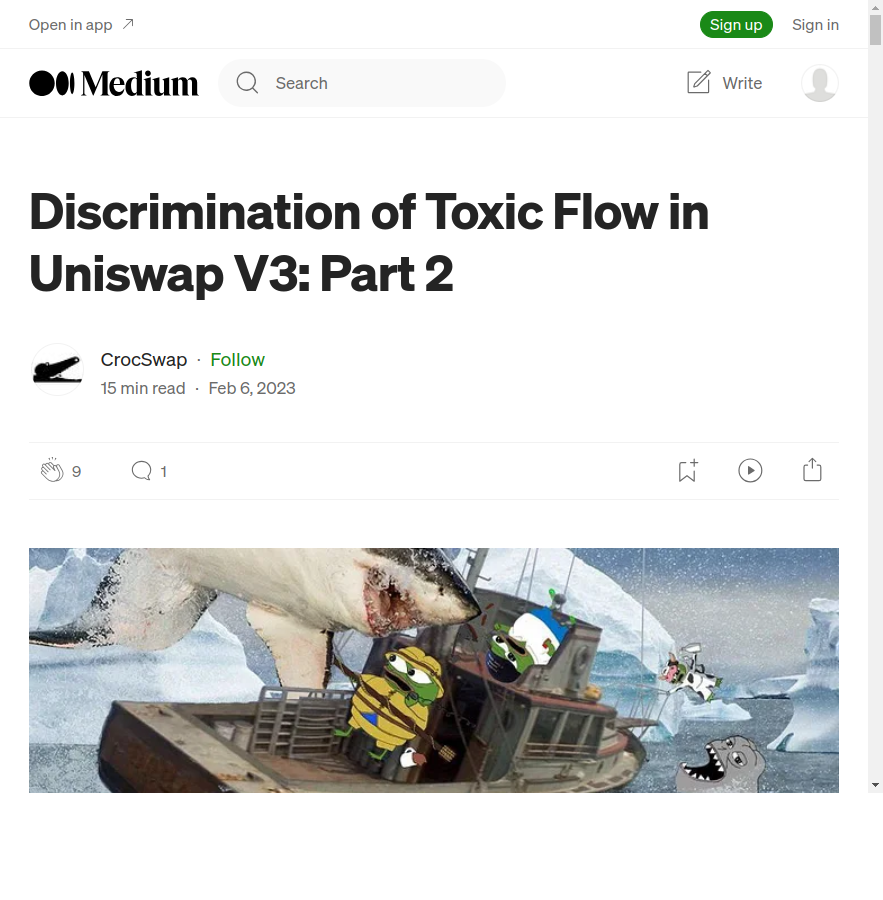 Open in app
Sign up
Sign in
Medium
Search
Write
Discrimination of Toxic Flow in
Uniswap V3: Part 2
CrocSwap · Follow
15 min read · Feb 6, 2023
9
1